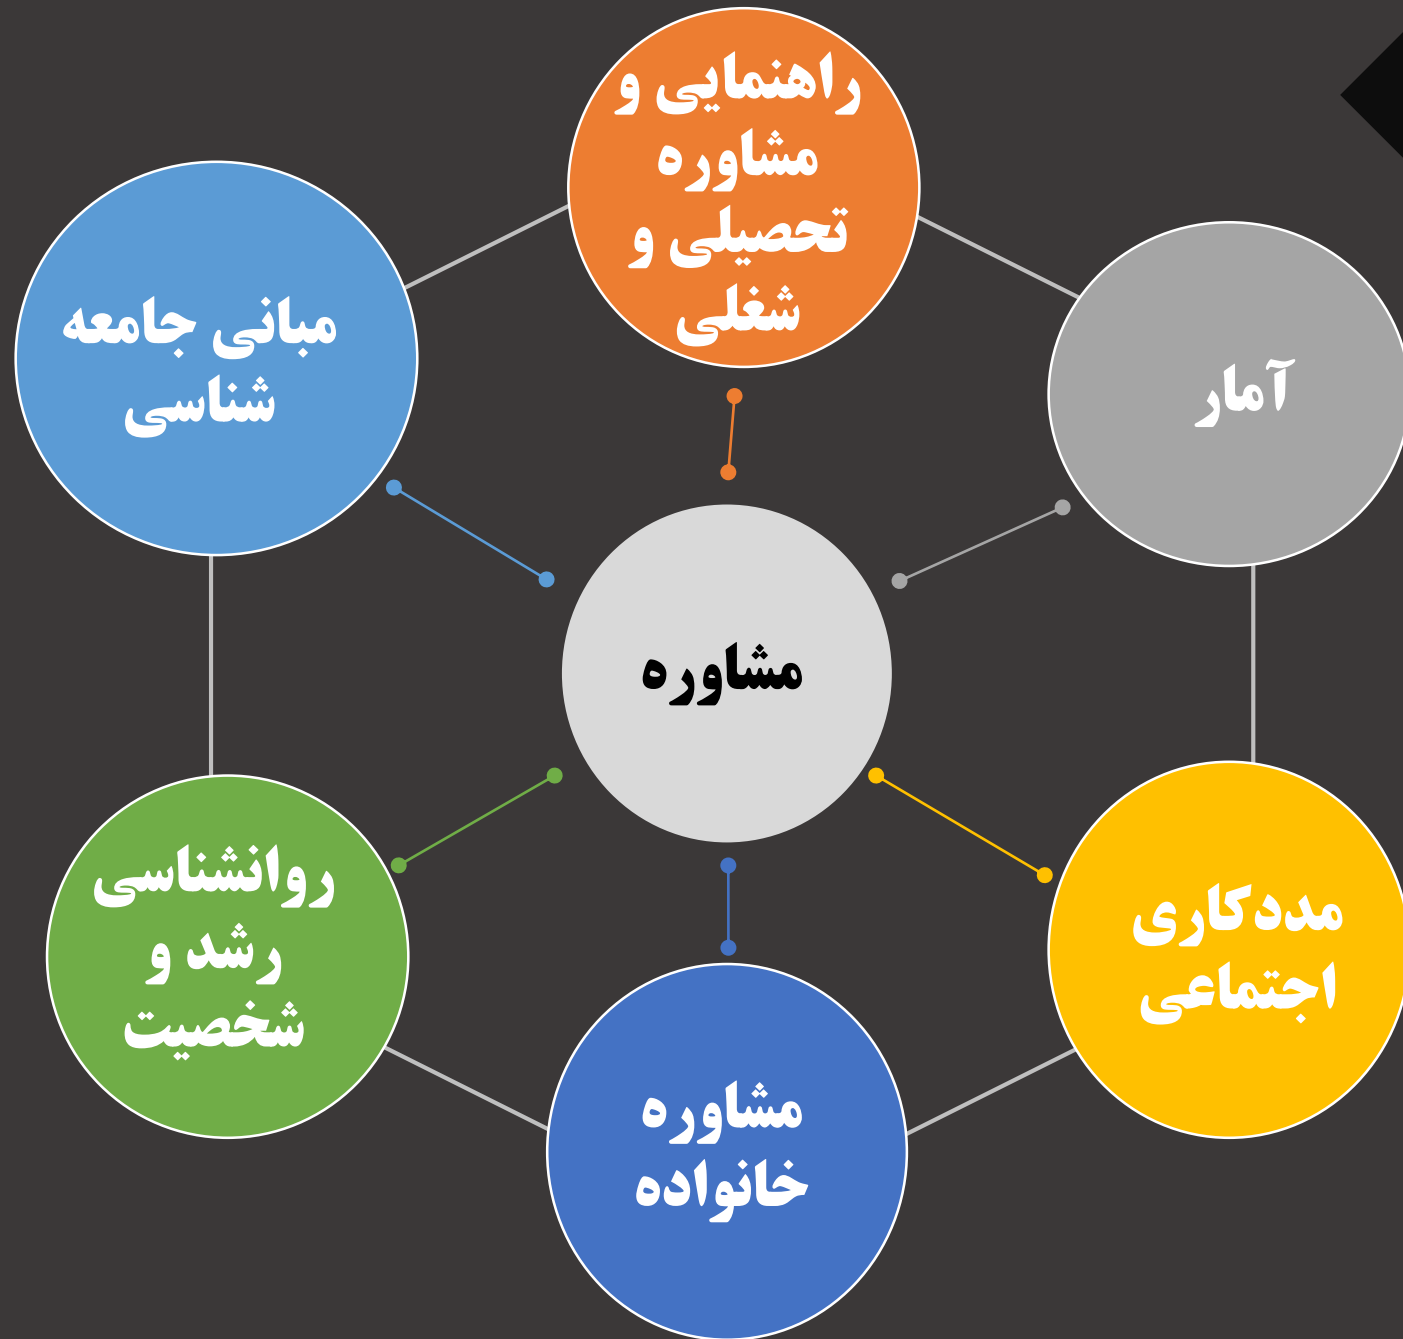 راهنمایی و
مشاوره
تحصیلی و
شغلی
آمار
مبانی جامعه
شناسی
مشاوره
مددکاری
اجتماعی
روانشناسی
رشد و
شخصیت
مشاوره
خانواده